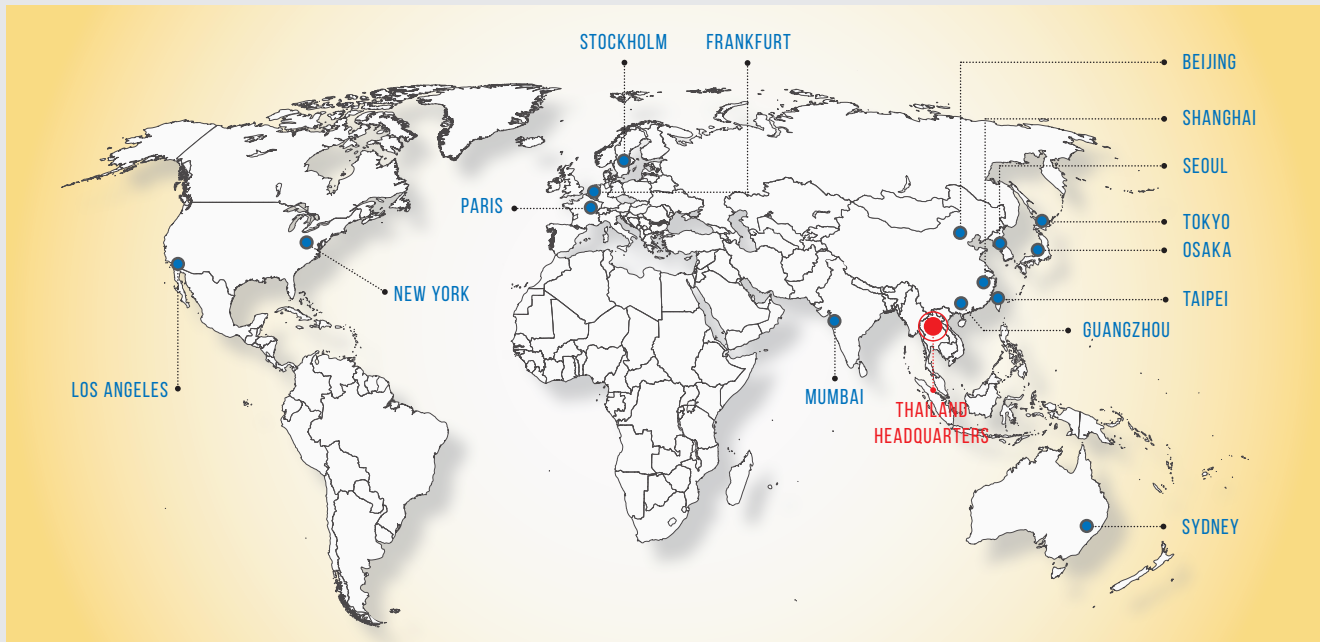 STOCKHOLM
FRANKFURT
BEIJING
SHANGHAI
SEOUL
PARIS
TOKYO
OSAKA
NEW YORK
TAIPEI
GUANGZHOU
LOS ANGELES
MUMBAI
THAILAND
HEADQUARTERS
SYDNEY